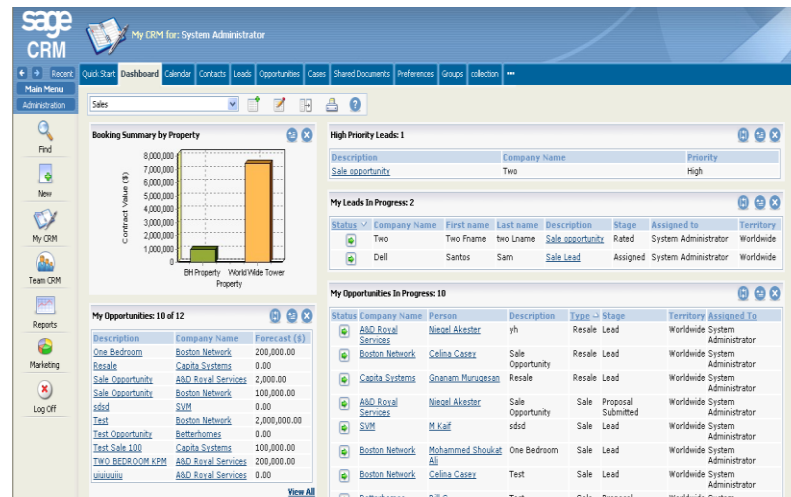 sage
CRM
My CRM for: System Administrator
Recent
Quick Start Dashboard Calendar Contacts Leads Opportunities Cases Shared Documents Preferences Groups collection •••
Main Menu
Administration
Sales
Find
New
My CRM
Team CRM
Reports
Marketing
Log Off
Booking Summary by Property
Contract Value ($)
8,000,000
7,000,000
6,000,000
5,000,000
4,000,000
3,000,000
2,000,000
1,000,000
0
BH Property World Wide Tower
Property
My Opportunities: 10 of 12
Description Company Name Forecast ($)
One Bedroom Boston Network 200,000.00
Resale Capita Systems 0.00
Sale Opportunity A&D Royal Services 2,000.00
Sale Opportunity Boston Network 100,000.00
sdsd SVM 0.00
Test Boston Network 2,000,000.00
Test Opportunity Betterhomes 0.00
Test Sale 100 Capita Systems 100,000.00
TWO BEDROOM KPM A&D Royal Services 200,000.00
uiuiuuiu A&D Royal Services 0.00
View All
High Priority Leads: 1
Description Company Name Priority
Sale opportunity Two High
My Leads In Progress: 2
Status Company Name First name Last name Description Stage Assigned to Territory
Two Two Fname two Lname Sale opportunity Rated System Administrator Worldwide
Dell Santos Sam Sale Lead Assigned System Administrator Worldwide
My Opportunities In Progress: 10
Status Company Name Person Description Type Stage Territory Assigned To
A&D Royal Niegel Akester yh Resale Lead Worldwide System
Services Administrator
Boston Network Celina Casey Sale Resale Lead Worldwide System
Opportunity Administrator
Capita Systems Gnanam Murugesan Resale Resale Lead Worldwide System
Administrator
A&D Royal Niegel Akester Sale Sale Proposal Worldwide System
Services Opportunity Submitted Administrator
SVM M.Kaif sdsd Sale Lead Worldwide System
Administrator
Boston Network Mohammed Shoukat One Bedroom Sale Lead Worldwide System
Ali Administrator
Boston Network Celina Casey Test Sale Lead Worldwide System
Administrator